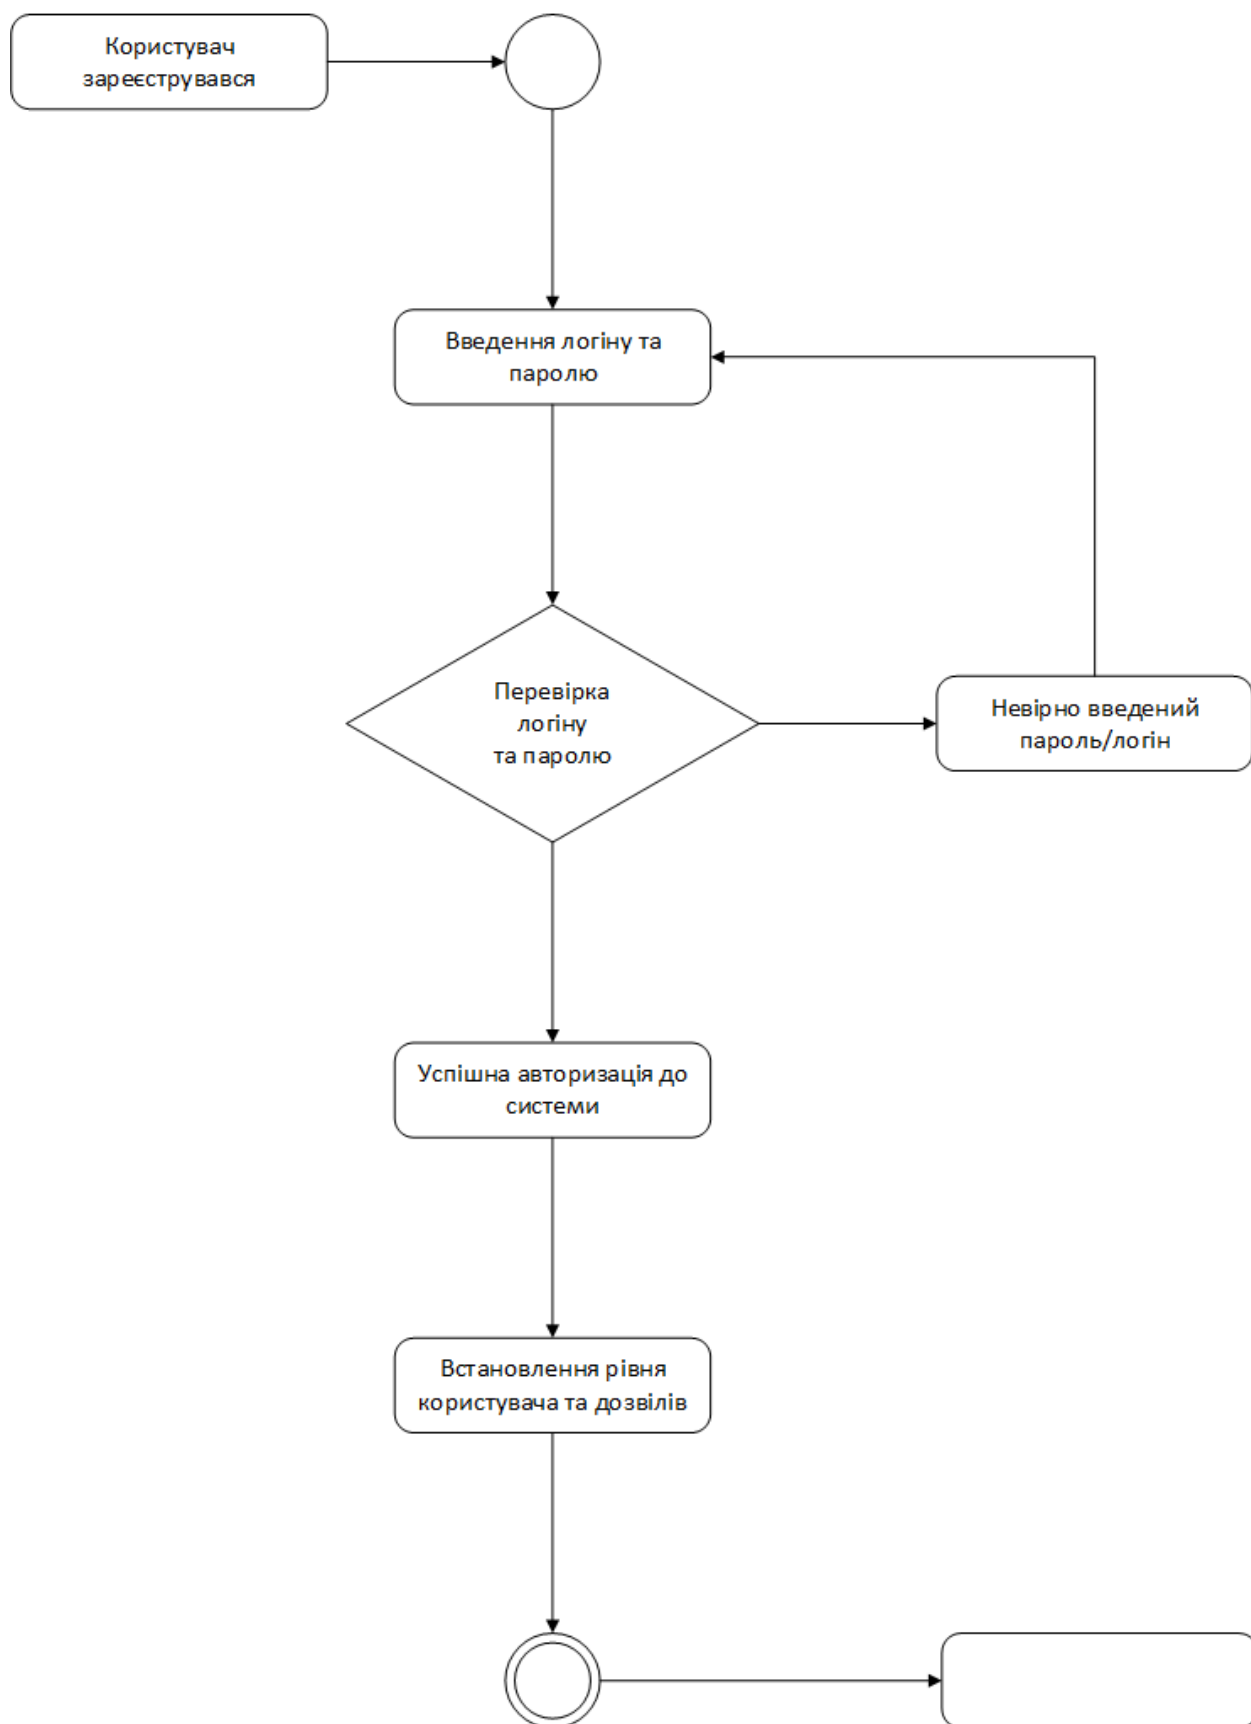 Користувач
зареєструвався
Введення логіну та
паролю
Перевірка
логіну
та паролю
Невірно введений
пароль/логін
Успішна авторизація до
системи
Встановлення рівня
користувача та дозвілів